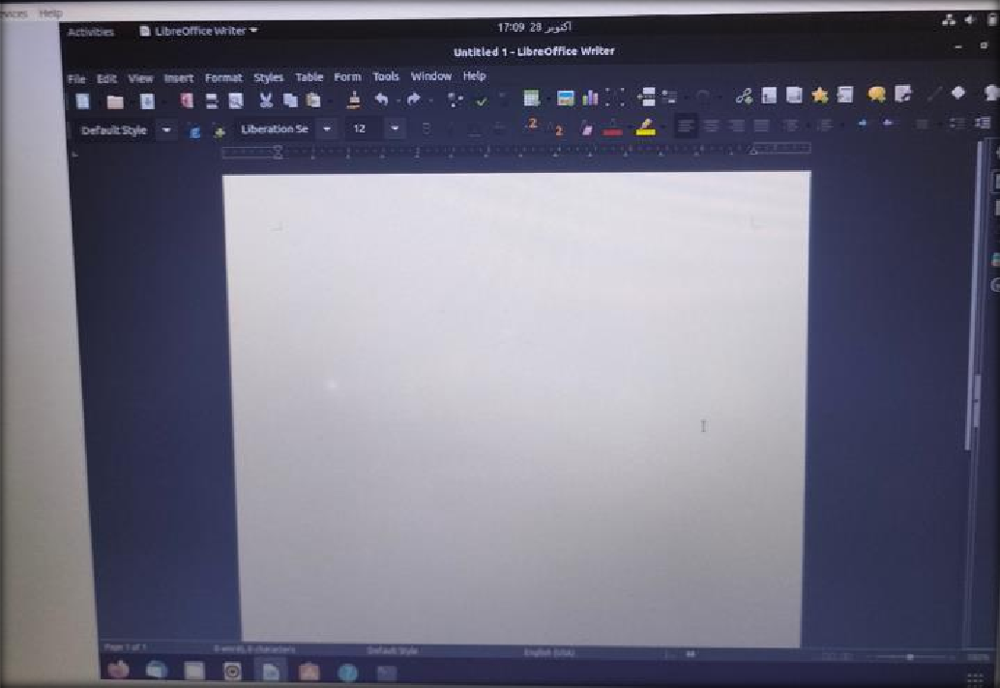 Devices Help
Activities LibreOffice Writer 17:09 28 اکتوبر
Untitled 1 - LibreOffice Writer
File Edit View Insert Format Styles Table Form Tools Window Help
Default Style Liberation Se 12
Page 1 of 1 0 words, 0 characters Default Style English (USA) 100%